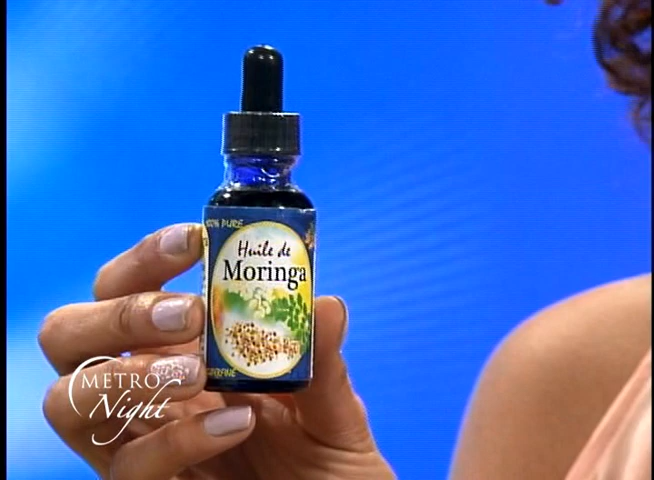 100% PURE
Huile de
Moringa
METRO
Night